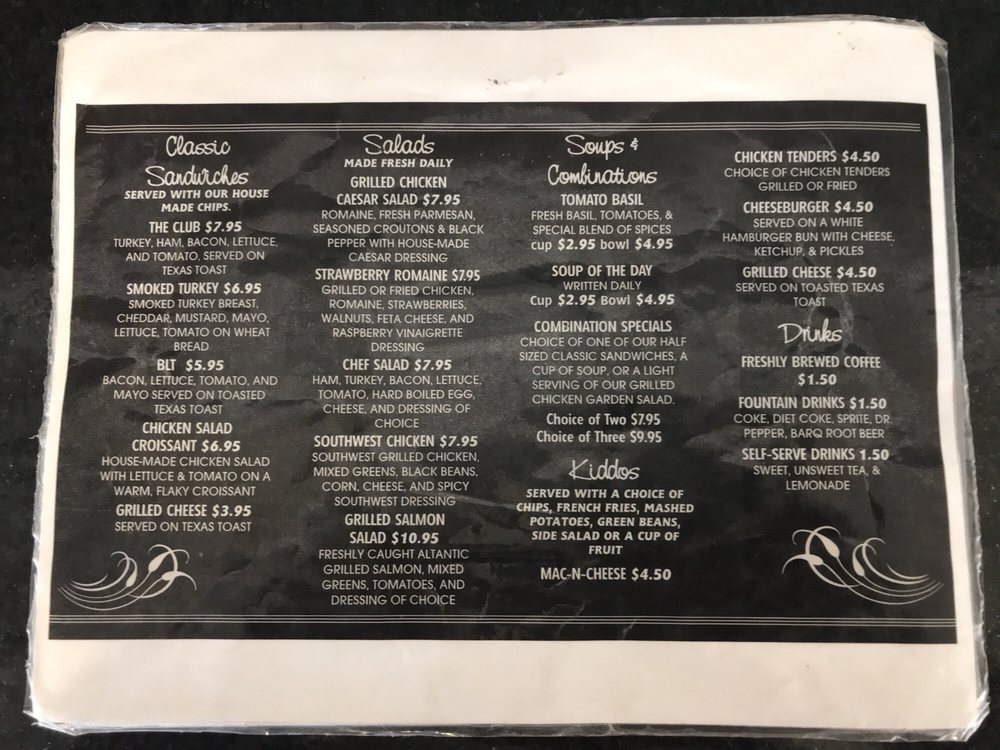 Classic
Sandwiches
SERVED WITH OUR HOUSE
MADE CHIPS.
THE CLUB $7.95
TURKEY, HAM, BACON, LETTUCE,
AND TOMATO, SERVED ON
TEXAS TOAST
SMOKED TURKEY $6.95
SMOKED TURKEY BREAST,
CHEDDAR, MUSTARD, MAYO,
LETTUCE, TOMATO ON WHEAT
BREAD
BLT $5.95
BACON, LETTUCE, TOMATO, AND
MAYO SERVED ON TOASTED
TEXAS TOAST
CHICKEN SALAD
CROISSANT $6.95
HOUSE-MADE CHICKEN SALAD
WITH LETTUCE & TOMATO ON A
WARM, FLAKY CROISSANT
GRILLED CHEESE $3.95
SERVED ON TEXAS TOAST
Salads
MADE FRESH DAILY
GRILLED CHICKEN
CAESAR SALAD $7.95
ROMAINE, FRESH PARMESAN,
SEASONED CROUTONS & BLACK
PEPPER WITH HOUSE-MADE
CAESAR DRESSING
STRAWBERRY ROMAINE $7.95
GRILLED OR FRIED CHICKEN,
ROMAINE, STRAWBERRIES,
WALNUTS, FETA CHEESE, AND
RASPBERRY VINAIGRETTE
DRESSING
CHEF SALAD $7.95
HAM, TURKEY, BACON, LETTUCE,
TOMATO, HARD BOILED EGG,
CHEESE, AND DRESSING OF
CHOICE
SOUTHWEST CHICKEN $7.95
SOUTHWEST GRILLED CHICKEN,
MIXED GREENS, BLACK BEANS,
CORN, CHEESE, AND SPICY
SOUTHWEST DRESSING
GRILLED SALMON
SALAD $10.95
FRESHLY CAUGHT ALTANTIC
GRILLED SALMON, MIXED
GREENS, TOMATOES, AND
DRESSING OF CHOICE
Soups &
Combinations
TOMATO BASIL
FRESH BASIL, TOMATOES, &
SPECIAL BLEND OF SPICES
cup $2.95 bowl $4.95
SOUP OF THE DAY
WRITTEN DAILY
Cup $2.95 Bowl $4.95
COMBINATION SPECIALS
CHOICE OF ONE OF OUR HALF
SIZED CLASSIC SANDWICHES, A
CUP OF SOUP, OR A LIGHT
SERVING OF OUR GRILLED
CHICKEN GARDEN SALAD.
Choice of Two $7.95
Choice of Three $9.95
Kiddos
SERVED WITH A CHOICE OF
CHIPS, FRENCH FRIES, MASHED
POTATOES, GREEN BEANS,
SIDE SALAD OR A CUP OF
FRUIT
MAC-N-CHEESE $4.50
CHICKEN TENDERS $4.50
CHOICE OF CHICKEN TENDERS
GRILLED OR FRIED
CHEESEBURGER $4.50
SERVED ON A WHITE
HAMBURGER BUN WITH CHEESE,
KETCHUP, & PICKLES
GRILLED CHEESE $4.50
SERVED ON TOASTED TEXAS
TOAST
Drinks
FRESHLY BREWED COFFEE
$1.50
FOUNTAIN DRINKS $1.50
COKE, DIET COKE, SPRITE, DR.
PEPPER, BARQ ROOT BEER
SELF-SERVE DRINKS 1.50
SWEET, UNSWEET TEA, &
LEMONADE